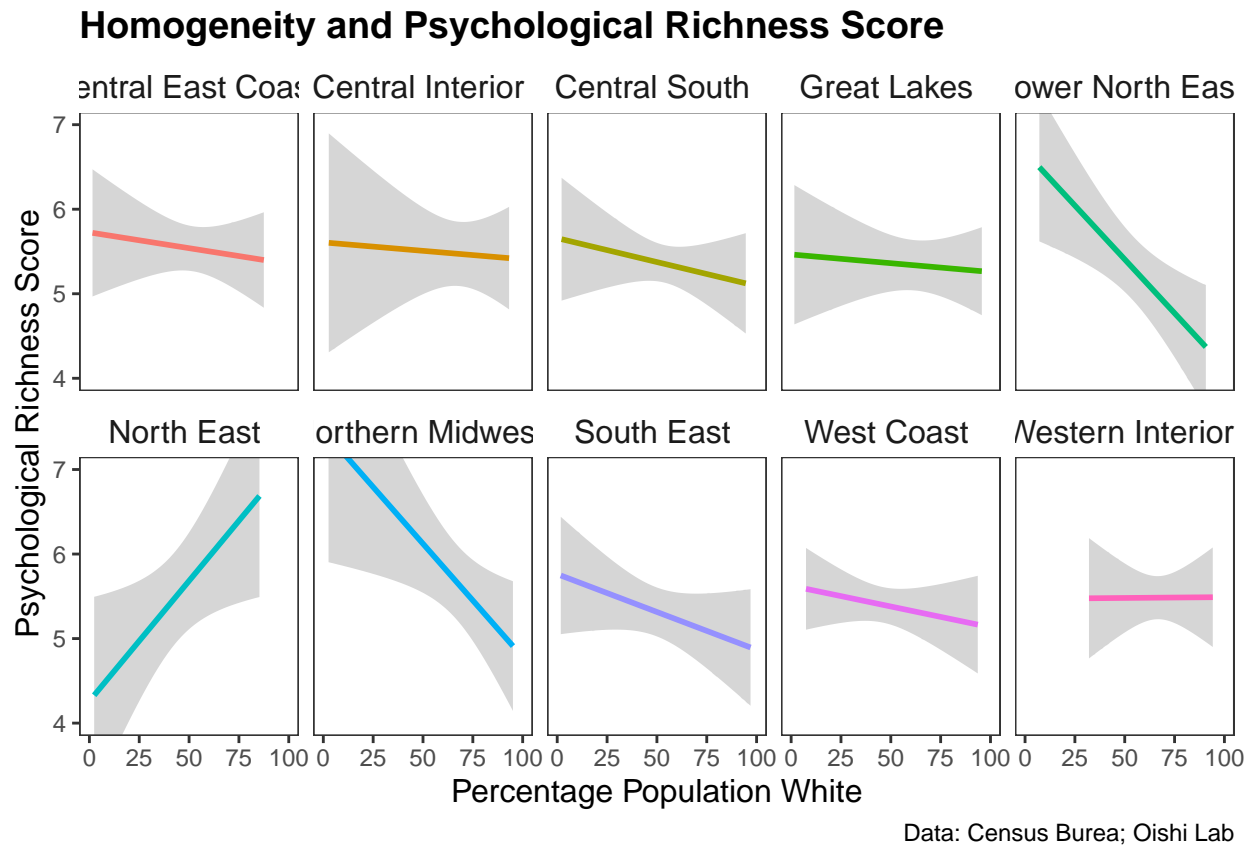 Homogeneity and Psychological Richness Score
entral East Coas
Central Interior
Central South
Great Lakes
ower North Eas
7
6
5
4
North East
orthern Midwes
South East
West Coast
Western Interior
7
6
5
4
Psychological Richness Score
0 25 50 75 100 0 25 50 75 100 0 25 50 75 100 0 25 50 75 100 0 25 50 75 100
Percentage Population White
Data: Census Burea; Oishi Lab